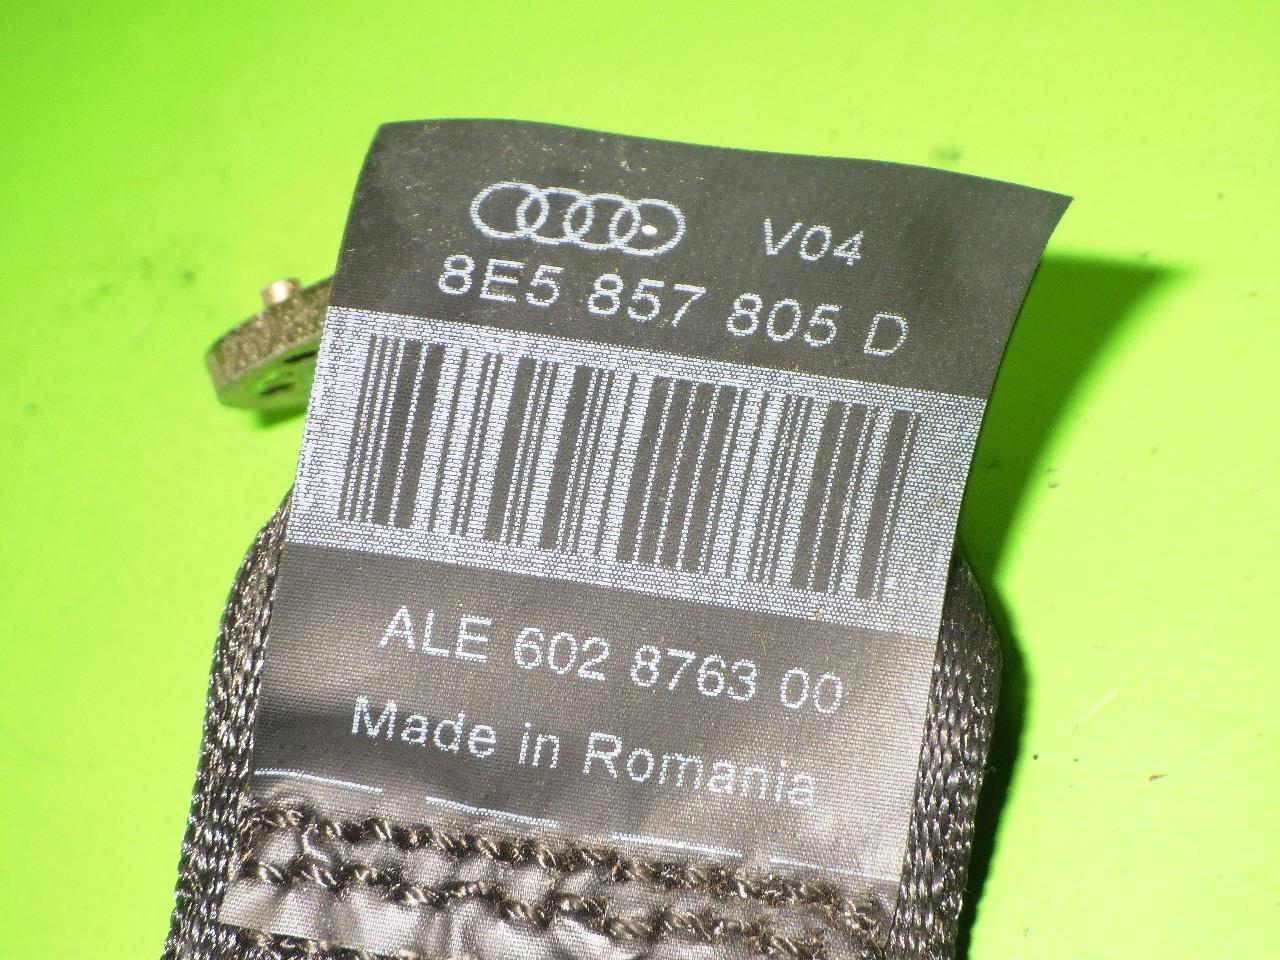 V04
8E5 857 805 D
ALE 602 8763 00
Made in Romania